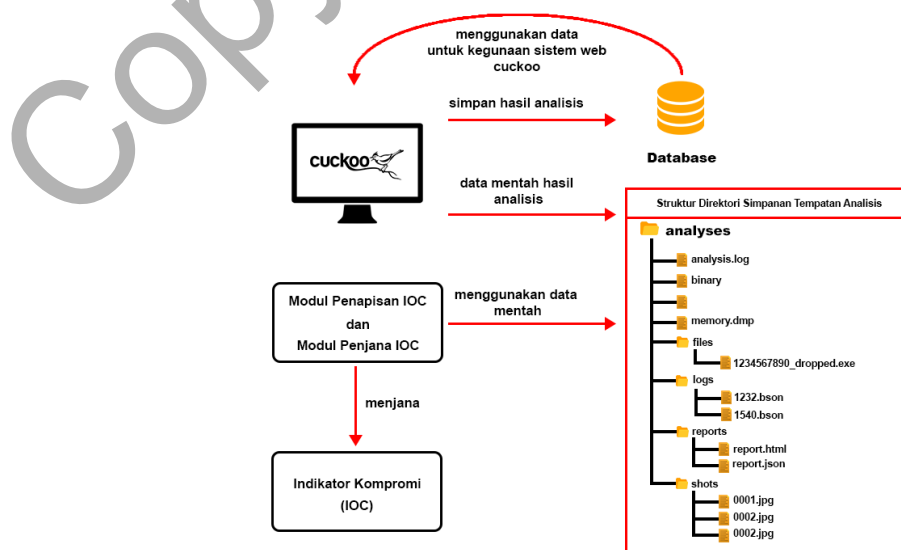 Copy
menggunakan data
untuk kegunaan sistem web
cuckoo
simpan hasil analisis
cuckoo
Database
data mentah hasil
analisis
Struktur Direktori Simpanan Tempatan Analisis
analyses
analysis.log
binary
memory.dmp
files
1234567890_dropped.exe
logs
1232.bson
1540.bson
reports
report.html
report.json
shots
0001.jpg
0002.jpg
0002.jpg
Modul Penapisan IOC
dan
Modul Penjana IOC
menggunakan data
mentah
menjana
Indikator Kompromi
(IOC)